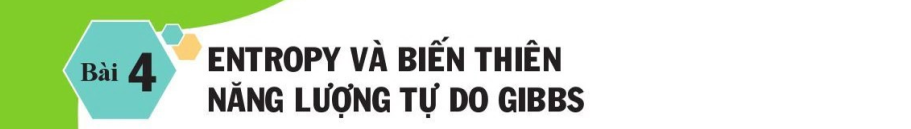 Bài 4
ENTROPY VÀ BIẾN THIÊN
NĂNG LƯỢNG TỰ DO GIBBS